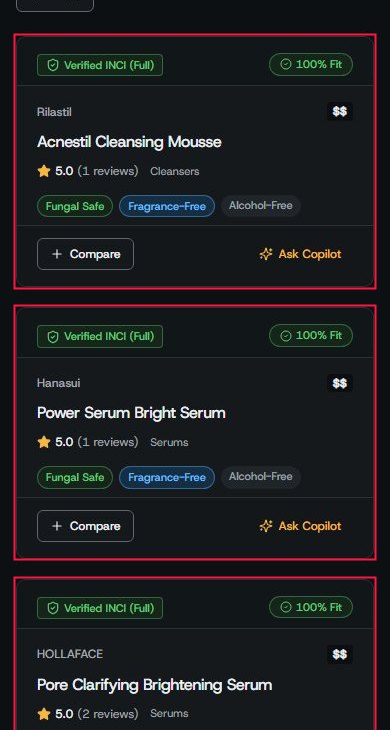 Verified INCI (Full) 100% Fit
Rilastil $$
Acnestil Cleansing Mousse
5.0 (1 reviews) Cleansers
Fungal Safe Fragrance-Free Alcohol-Free
+ Compare Ask Copilot
Verified INCI (Full) 100% Fit
Hanasui $$
Power Serum Bright Serum
5.0 (1 reviews) Serums
Fungal Safe Fragrance-Free Alcohol-Free
+ Compare Ask Copilot
Verified INCI (Full) 100% Fit
HOLLAFACE $$
Pore Clarifying Brightening Serum
5.0 (2 reviews) Serums